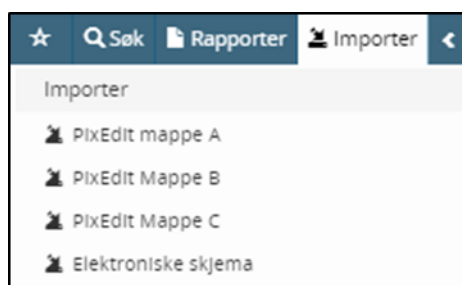 Søk Rapporter Importer
Importer
PixEdit mappe A
PixEdit Mappe B
PixEdit Mappe C
Elektroniske skjema